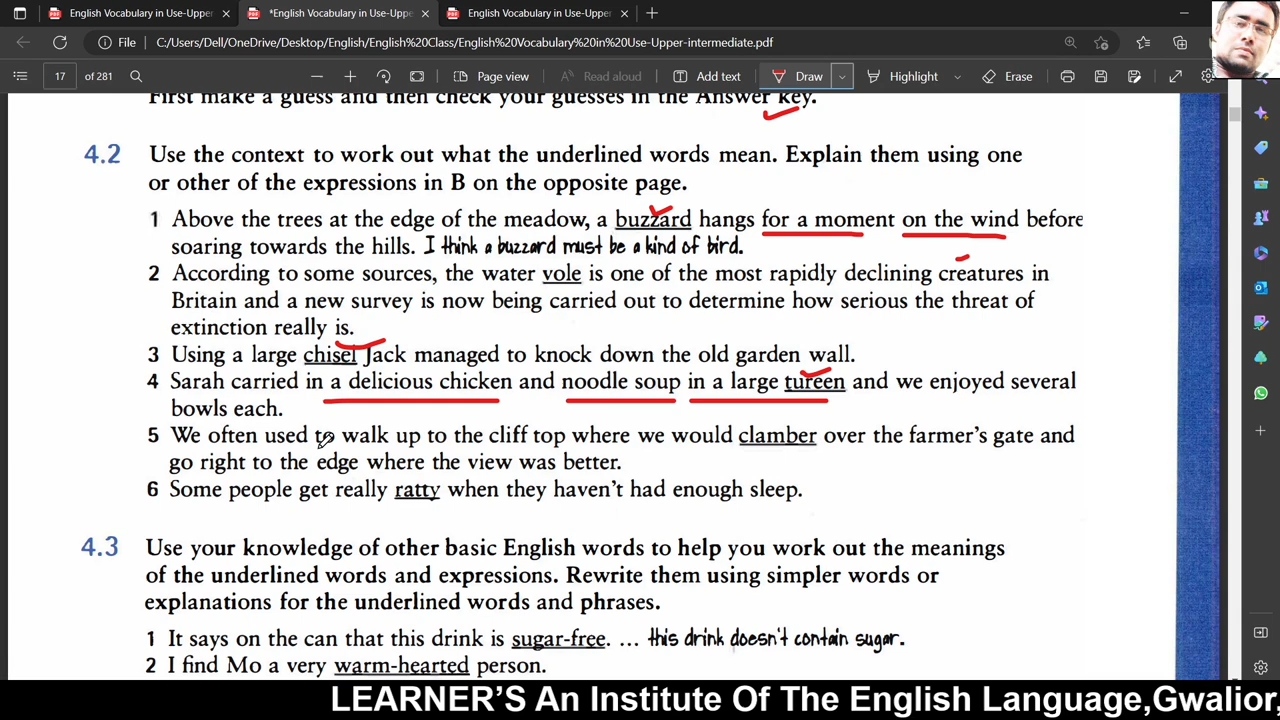 English Vocabulary in Use-Upper-
*English Vocabulary in Use-Upper-
English Vocabulary in Use-Upper-
File
C:/Users/Dell/OneDrive/Desktop/English/English%20Class/English%20Vocabulary%20in%20Use-Upper-intermediate.pdf
17 of 281
Page view
Read aloud
Add text
Draw
Highlight
Erase
First make a guess and then check your guesses in the Answer key.
4.2 Use the context to work out what the underlined words mean. Explain them using one
or other of the expressions in B on the opposite page.
1 Above the trees at the edge of the meadow, a buzzard hangs for a moment on the wind before
soaring towards the hills. I think a buzzard must be a kind of bird.
2 According to some sources, the water vole is one of the most rapidly declining creatures in
Britain and a new survey is now being carried out to determine how serious the threat of
extinction really is.
3 Using a large chisel Jack managed to knock down the old garden wall.
4 Sarah carried in a delicious chicken and noodle soup in a large tureen and we enjoyed several
bowls each.
5 We often used to walk up to the cliff top where we would clamber over the farmer's gate and
go right to the edge where the view was better.
6 Some people get really ratty when they haven't had enough sleep.
4.3 Use your knowledge of other basic English words to help you work out the meanings
of the underlined words and expressions. Rewrite them using simpler words or
explanations for the underlined words and phrases.
1 It says on the can that this drink is sugar-free. ... this drink doesn't contain sugar.
2 I find Mo a very warm-hearted person.
LEARNER'S An Institute Of The English Language,Gwalior,